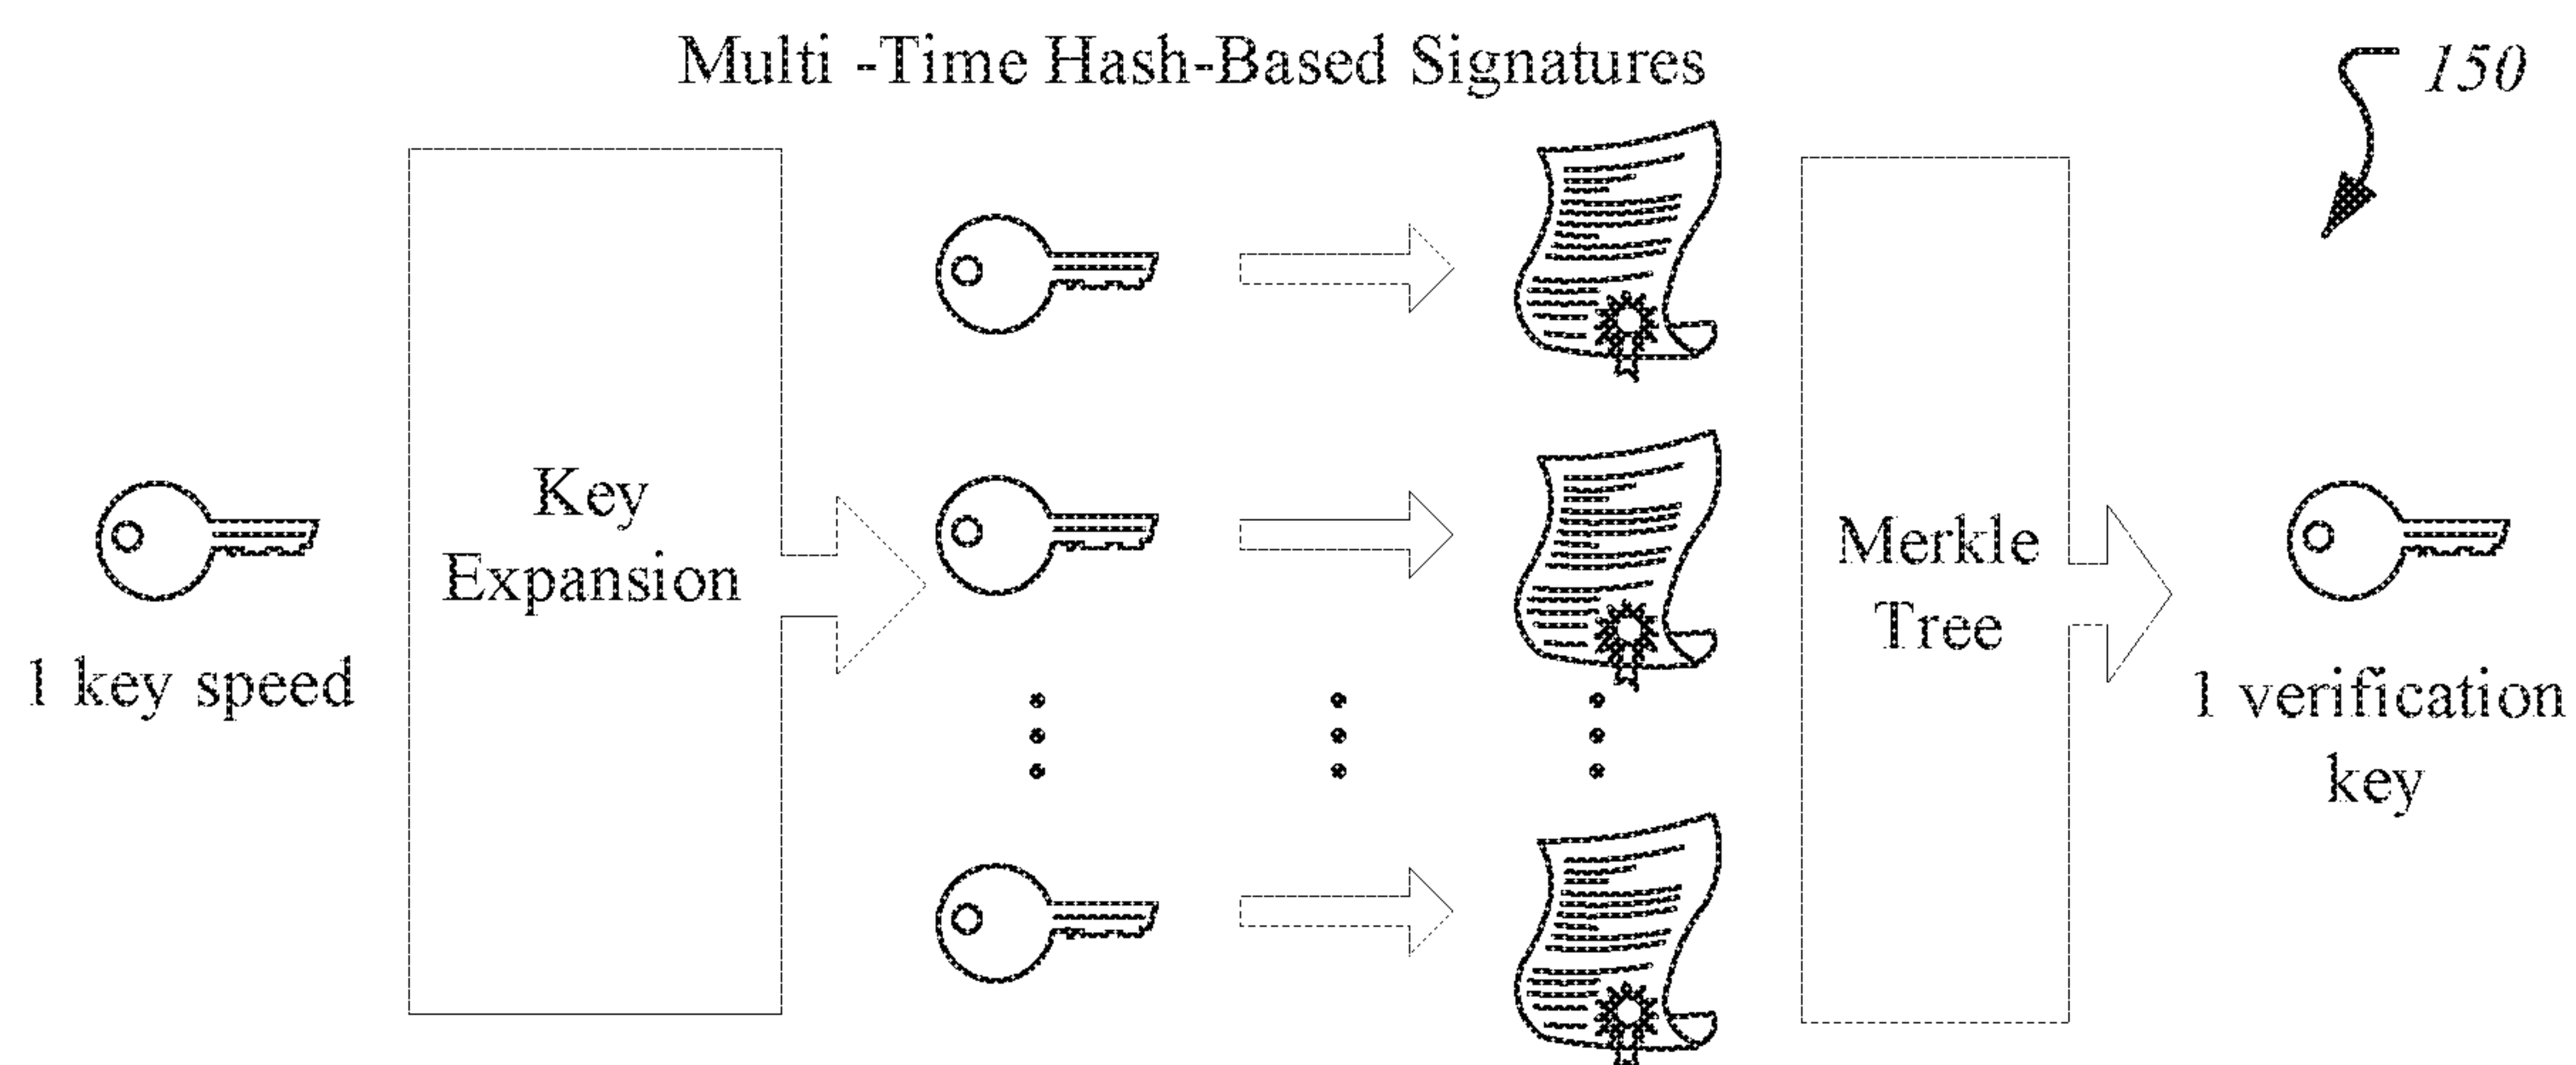 Multi -Time Hash-Based Signatures
150
Key
Expansion
1 key speed
Merkle
Tree
1 verification
key